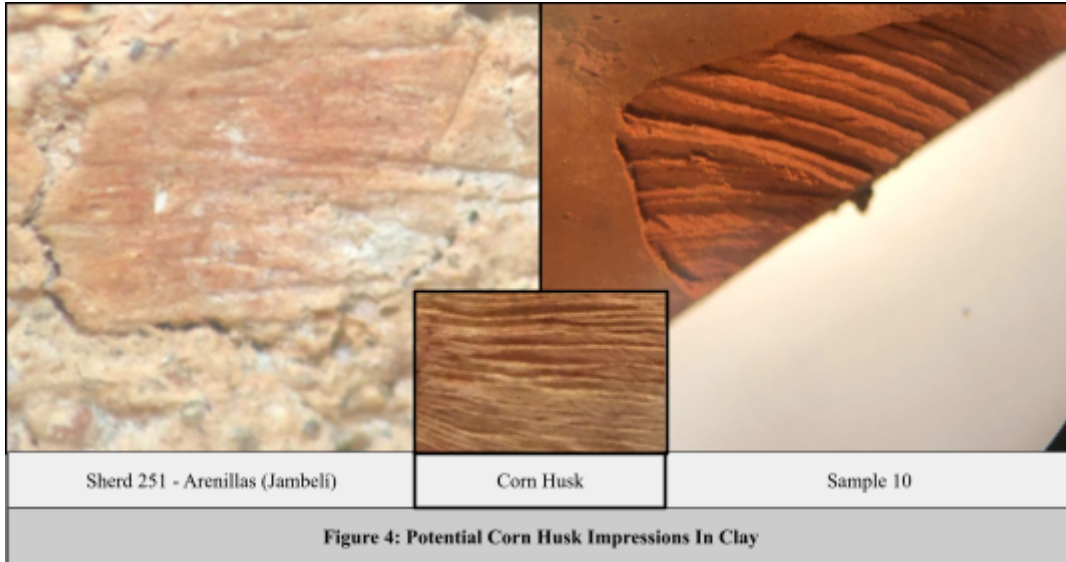 Sherd 251 - Arenillas (Jambelí)
Corn Husk
Sample 10
Figure 4: Potential Corn Husk Impressions In Clay